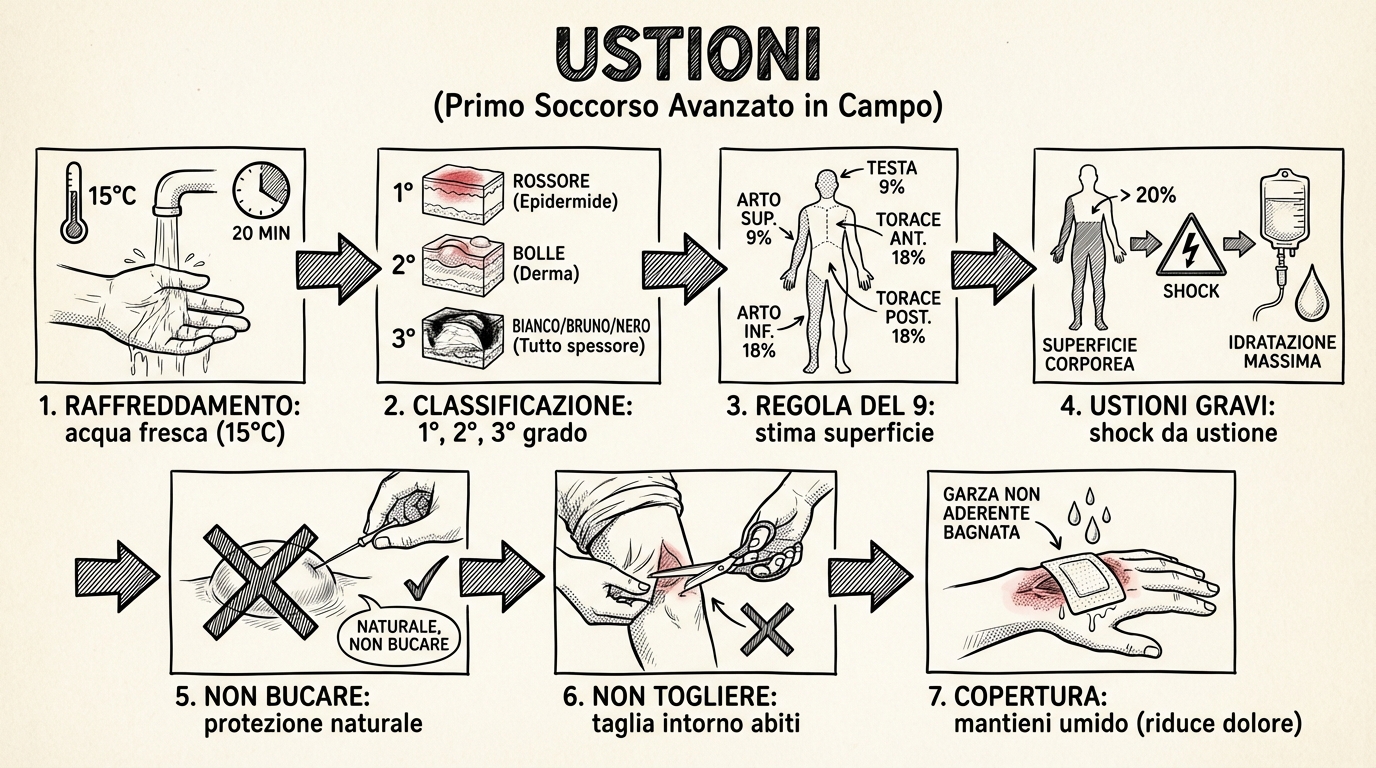 USTIONI
(Primo Soccorso Avanzato in Campo)
15°C
20 MIN
1. RAFFREDDAMENTO:
acqua fresca (15°C)
1°
ROSSORE
(Epidermide)
2°
BOLLE
(Derma)
3°
BIANCO/BRUNO/NERO
(Tutto spessore)
2. CLASSIFICAZIONE:
1°, 2°, 3° grado
TESTA
9%
ARTO
SUP.
9%
TORACE
ANT.
18%
TORACE
POST.
18%
ARTO
INF.
18%
3. REGOLA DEL 9:
stima superficie
> 20%
SHOCK
SUPERFICIE
CORPOREA
IDRATAZIONE
MASSIMA
4. USTIONI GRAVI:
shock da ustione
NATURALE,
NON BUCARE
5. NON BUCARE:
protezione naturale
6. NON TOGLIERE:
taglia intorno abiti
GARZA NON
ADERENTE
BAGNATA
7. COPERTURA:
mantieni umido (riduce dolore)